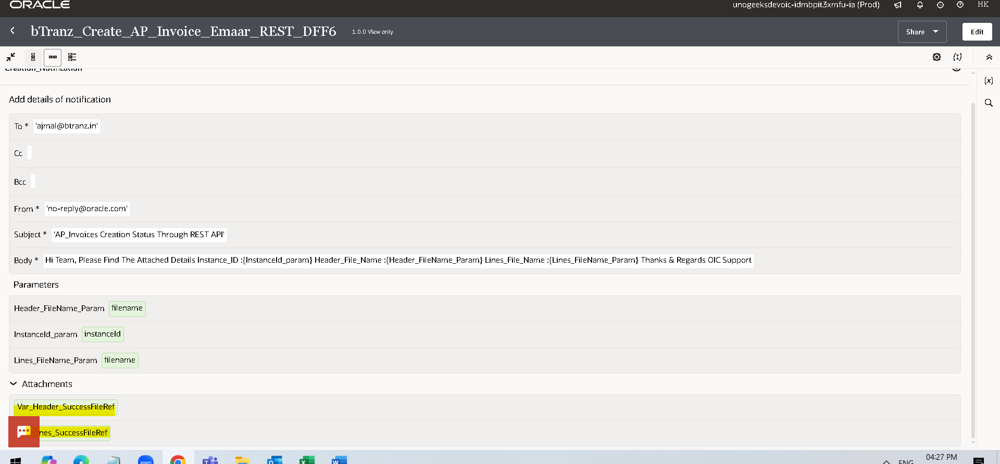 ORACLE
unogeeksdevoic-idmbpit3xmfu-ia (Prod)
HK
bTranz_Create_AP_Invoice_Emaar_REST_DFF6
1.0.0 View only
Share
Edit
Creation_Notification
(x)
Add details of notification
To * 'ajmal@btranz.in'
Cc
Bcc
From * 'no-reply@oracle.com'
Subject * 'AP_Invoices Creation Status Through REST API'
Body * Hi Team, Please Find The Attached Details Instance_ID :{InstanceId_param} Header_File_Name :{Header_FileName_Param} Lines_File_Name :{Lines_FileName_Param} Thanks & Regards OIC Support
Parameters
Header_FileName_Param filename
InstanceId_param instanceId
Lines_FileName_Param filename
Attachments
Var_Header_SuccessFileRef
nes_SuccessFileRef
zoom
ENG
04:27 PM